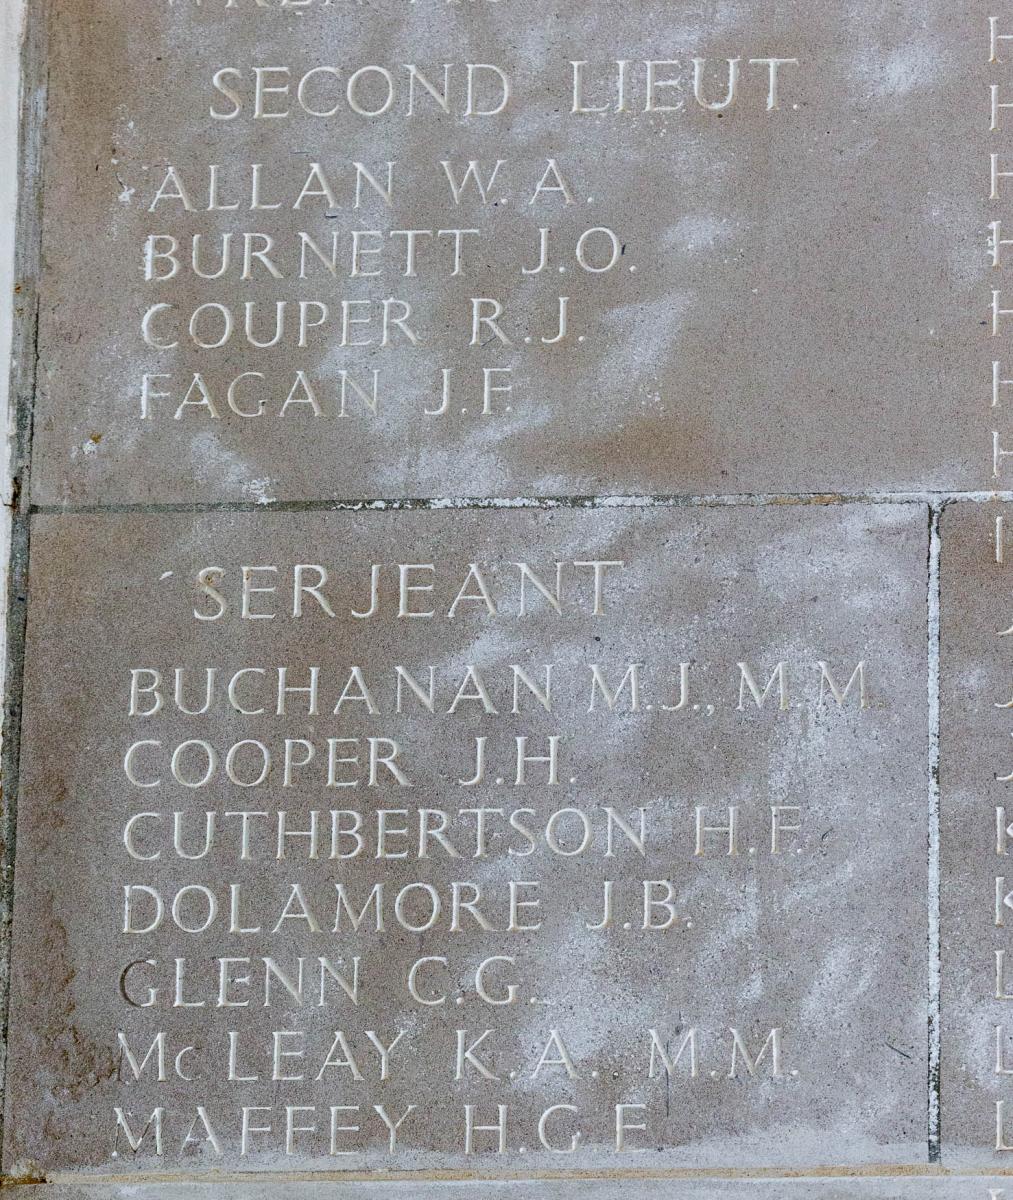 SECOND LIEUT.
ALLAN W.A.
BURNETT J.O.
COUPER R.J.
FAGAN J.F.
SERJEANT
BUCHANAN M.J., M.M.
COOPER J.H.
CUTHBERTSON H.F.
DOLAMORE J.B.
GLENN C.G.
McLEAY K.A. M.M.
MAFFEY H.G.E